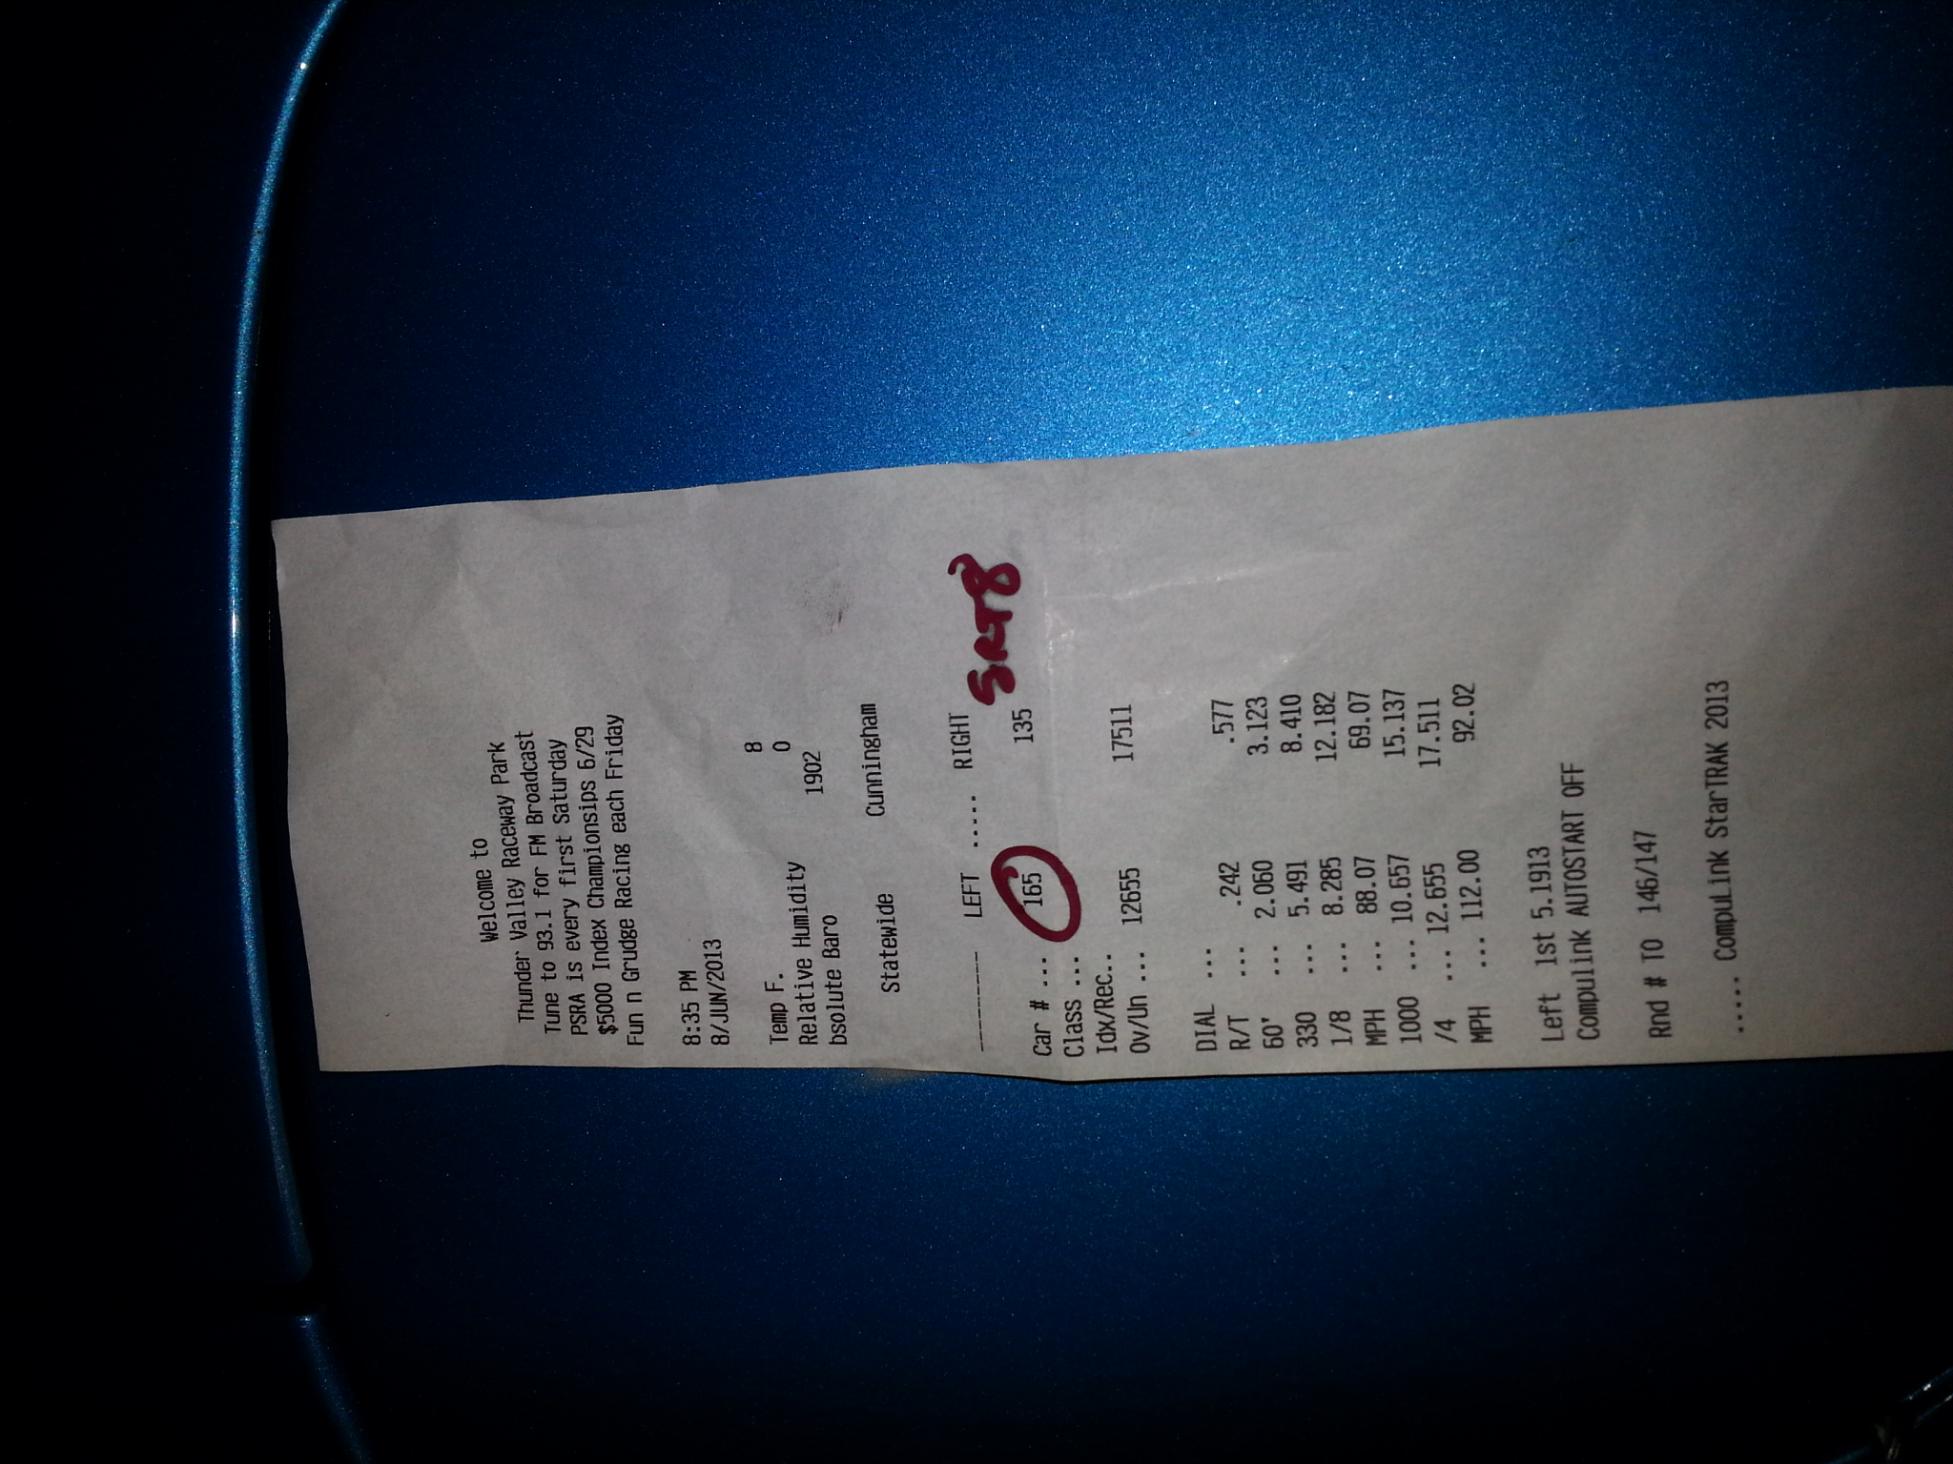 Welcome to
Thunder Valley Raceway Park
Tune to 93.1 for FM Broadcast
PSRA is every first Saturday
$5000 Index Championsips 6/29
Fun n Grudge Racing each Friday
8:35 PM
8/JUN/2013
Temp F. 8
Relative Humidity 0
bsolute Baro 1902
Statewide Cunningham
--------- LEFT ..... RIGHT
SRT8
Car # ... 165 135
Class ...
Idx/Rec..
Ov/Un ... 12655 17511
DIAL ...
R/T ... .242 .577
60' ... 2.060 3.123
330 ... 5.491 8.410
1/8 ... 8.285 12.182
MPH ... 88.07 69.07
1000 ... 10.657 15.137
/4 ... 12.655 17.511
MPH ... 112.00 92.02
Left 1st 5.1913
Compulink AUTOSTART OFF
Rnd # TO 146/147
..... CompuLink StarTRAK 2013